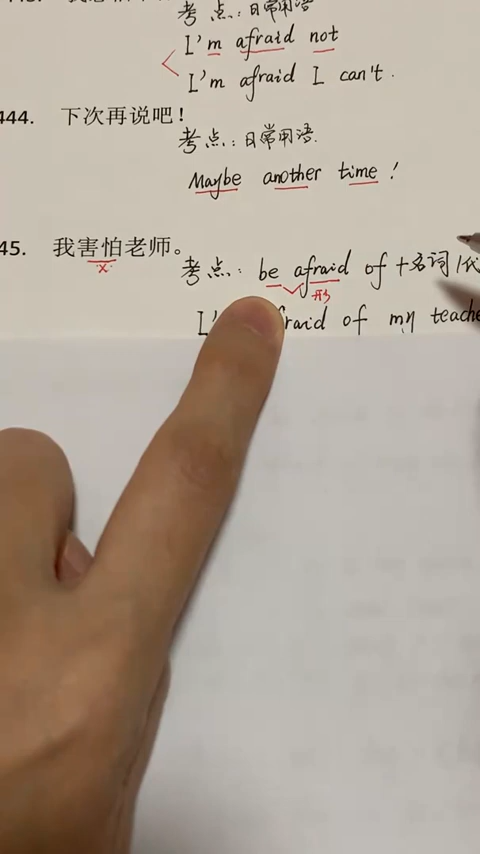 考点：日常用语
I'm afraid not
I'm afraid I can't.
444. 下次再说吧！
考点：日常用语.
Maybe another time!
45. 我害怕老师。
x.
考点：be afraid of +名词/代
形
of my teache